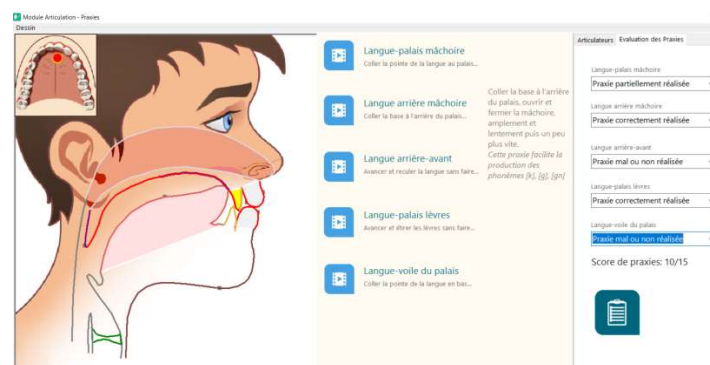 Module Articulation - Praxies
Dessin
Langue-palais mâchoire
Coller la pointe de la langue au palais...
Langue arrière mâchoire
Coller la base à l'arrière du palais...
Langue arrière-avant
Avancer et reculer la langue sans faire...
Langue-palais lèvres
Avancer et étirer les lèvres sans faire...
Langue-voile du palais
Coller la pointe de la langue en bas...
Coller la base à l'arrière
du palais, ouvrir et
fermer la mâchoire,
amplement et
lentement puis un peu
plus vite.
Cette praxie facilite la
production des
phonèmes [k], [g], [gn]
Articulateurs Evaluation des Praxies
Langue-palais mâchoire
Praxie partiellement réalisée
Langue arrière mâchoire
Praxie correctement réalisée
Langue arrière-avant
Praxie mal ou non réalisée
Langue-palais lèvres
Praxie correctement réalisée
Langue-voile du palais
Praxie mal ou non réalisée
Score de praxies: 10/15